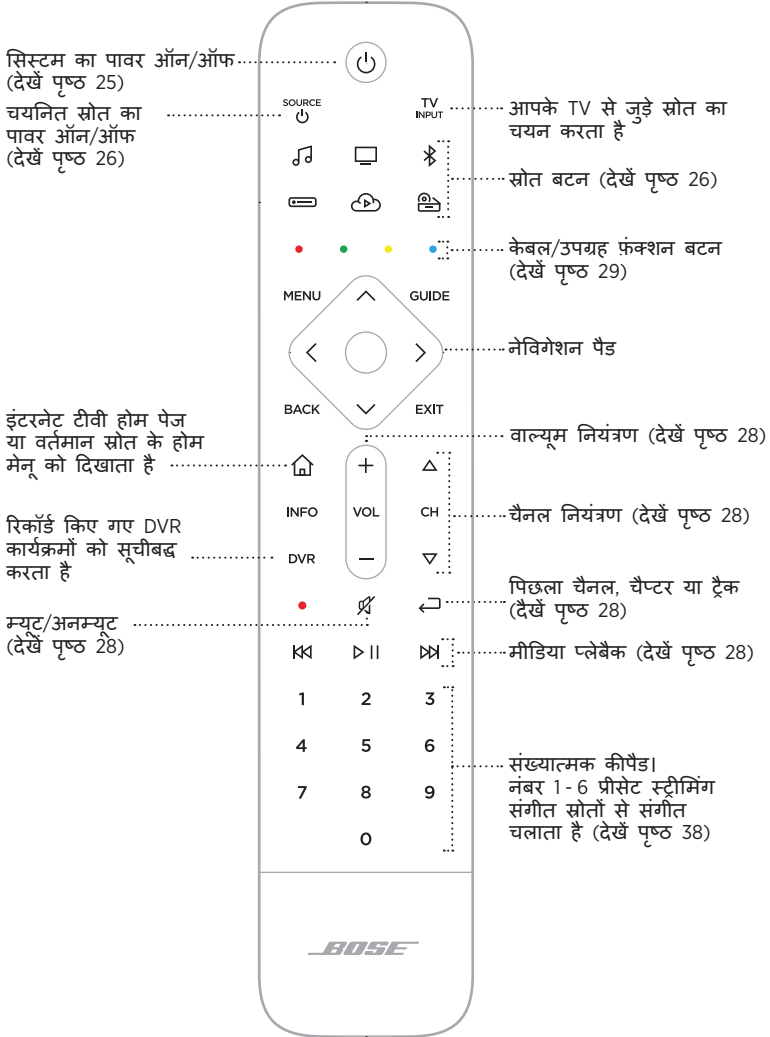 सिस्टम का पावर ऑन/ऑफ
(देखें पृष्ठ 25)
चयनित स्रोत का
पावर ऑन/ऑफ
(देखें पृष्ठ 26)
SOURCE
TV
INPUT
आपके TV से जुड़े स्रोत का
चयन करता है
स्रोत बटन (देखें पृष्ठ 26)
केबल/उपग्रह फ़ंक्शन बटन
(देखें पृष्ठ 29)
MENU
GUIDE
नेविगेशन पैड
BACK
EXIT
इंटरनेट टीवी होम पेज
या वर्तमान स्रोत के होम
मेनू को दिखाता है
वाल्यूम नियंत्रण (देखें पृष्ठ 28)
+
INFO
VOL
CH
चैनल नियंत्रण (देखें पृष्ठ 28)
रिकॉर्ड किए गए DVR
कार्यक्रमों को सूचीबद्ध
करता है
DVR
–
पिछला चैनल, चैप्टर या ट्रैक
(दैखें पृष्ठ 28)
म्यूट/अनम्यूट
(देखें पृष्ठ 28)
मीडिया प्लेबैक (देखें पृष्ठ 28)
1 2 3
4 5 6
7 8 9
0
संख्यात्मक कीपैड।
नंबर 1-6 प्रीसेट स्ट्रीमिंग
संगीत स्रोतों से संगीत
चलाता है (देखें पृष्ठ 38)
BOSE